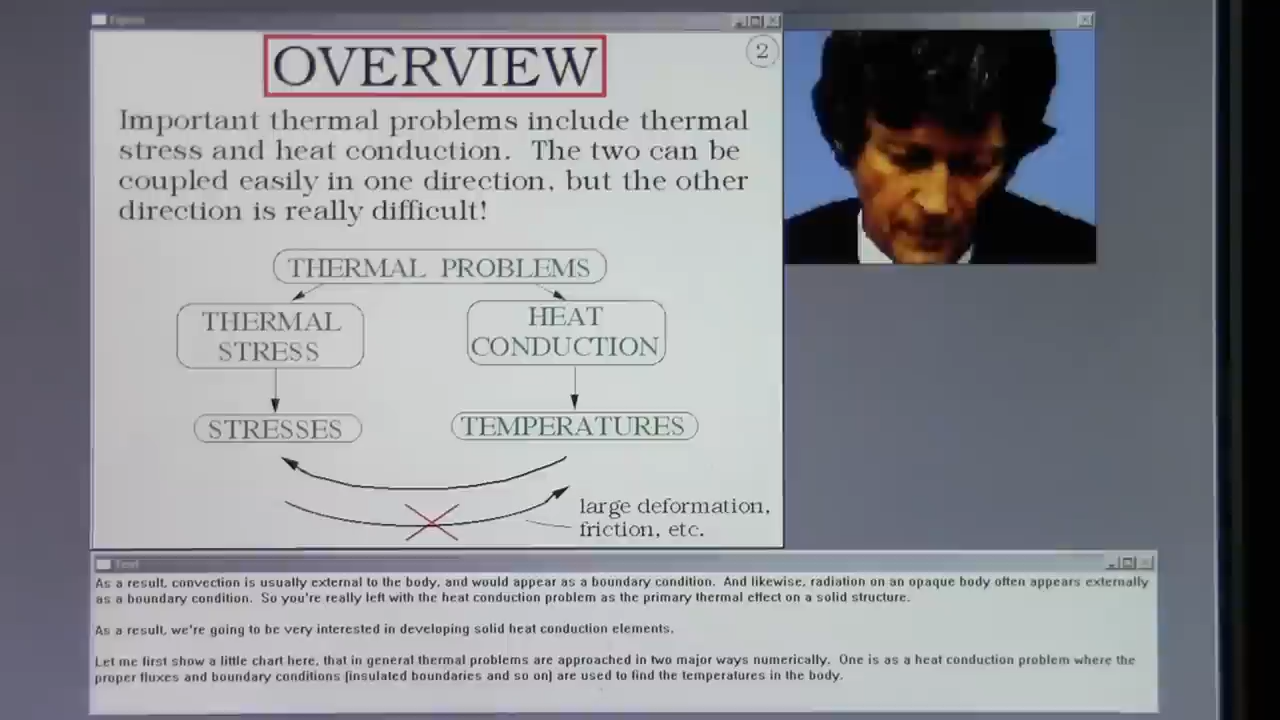 OVERVIEW
2
Important thermal problems include thermal
stress and heat conduction. The two can be
coupled easily in one direction, but the other
direction is really difficult!
THERMAL PROBLEMS
THERMAL
STRESS
HEAT
CONDUCTION
STRESSES
TEMPERATURES
large deformation,
friction, etc.
Text
As a result, convection is usually external to the body, and would appear as a boundary condition. And likewise, radiation on an opaque body often appears externally
as a boundary condition. So you're really left with the heat conduction problem as the primary thermal effect on a solid structure.
As a result, we're going to be very interested in developing solid heat conduction elements.
Let me first show a little chart here, that in general thermal problems are approached in two major ways numerically. One is as a heat conduction problem where the
proper fluxes and boundary conditions (insulated boundaries and so on) are used to find the temperatures in the body.